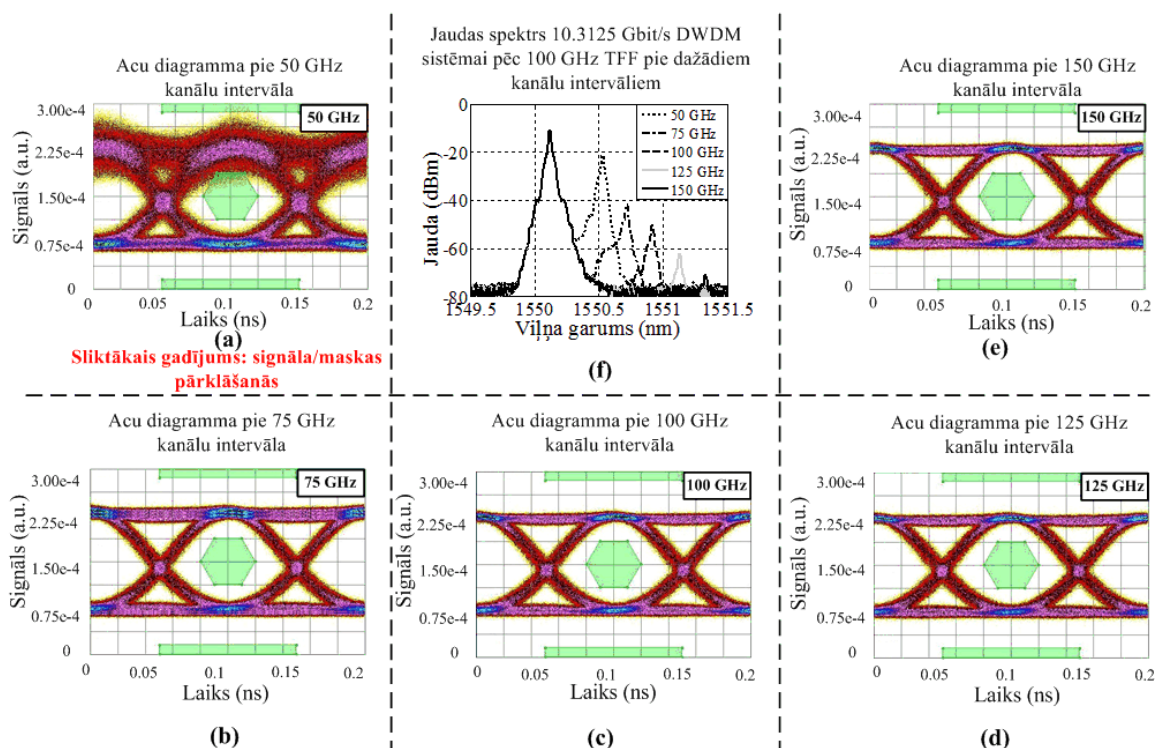 Acu diagramma pie 50 GHz
kanālu intervāla
3.00e-4
2.25e-4
1.50e-4
0.75e-4
0
Signāls (a.u.)
50 GHz
0 0.05 0.1 0.15 0.2
Laiks (ns)
(a)
Sliktākais gadījums: signāla/maskas
pārklāšanās
Jaudas spektrs 10.3125 Gbit/s DWDM
sistēmai pēc 100 GHz TFF pie dažādiem
kanālu intervāliem
0
-20
-40
-60
-80
Jauda (dBm)
50 GHz
75 GHz
100 GHz
125 GHz
150 GHz
1549.5 1550 1550.5 1551 1551.5
Viļņa garums (nm)
(f)
Acu diagramma pie 150 GHz
kanālu intervāla
3.00e-4
2.25e-4
1.50e-4
0.75e-4
0
Signāls (a.u.)
150 GHz
0 0.05 0.1 0.15 0.2
Laiks (ns)
(e)
Acu diagramma pie 75 GHz
kanālu intervāla
3.00e-4
2.25e-4
1.50e-4
0.75e-4
0
Signāls (a.u.)
75 GHz
0 0.05 0.1 0.15 0.2
Laiks (ns)
(b)
Acu diagramma pie 100 GHz
kanālu intervāla
3.00e-4
2.25e-4
1.50e-4
0.75e-4
0
Signāls (a.u.)
100 GHz
0 0.05 0.1 0.15 0.2
Laiks (ns)
(c)
Acu diagramma pie 125 GHz
kanālu intervāla
3.00e-4
2.25e-4
1.50e-4
0.75e-4
0
Signāls (a.u.)
125 GHz
0 0.05 0.1 0.15 0.2
Laiks (ns)
(d)